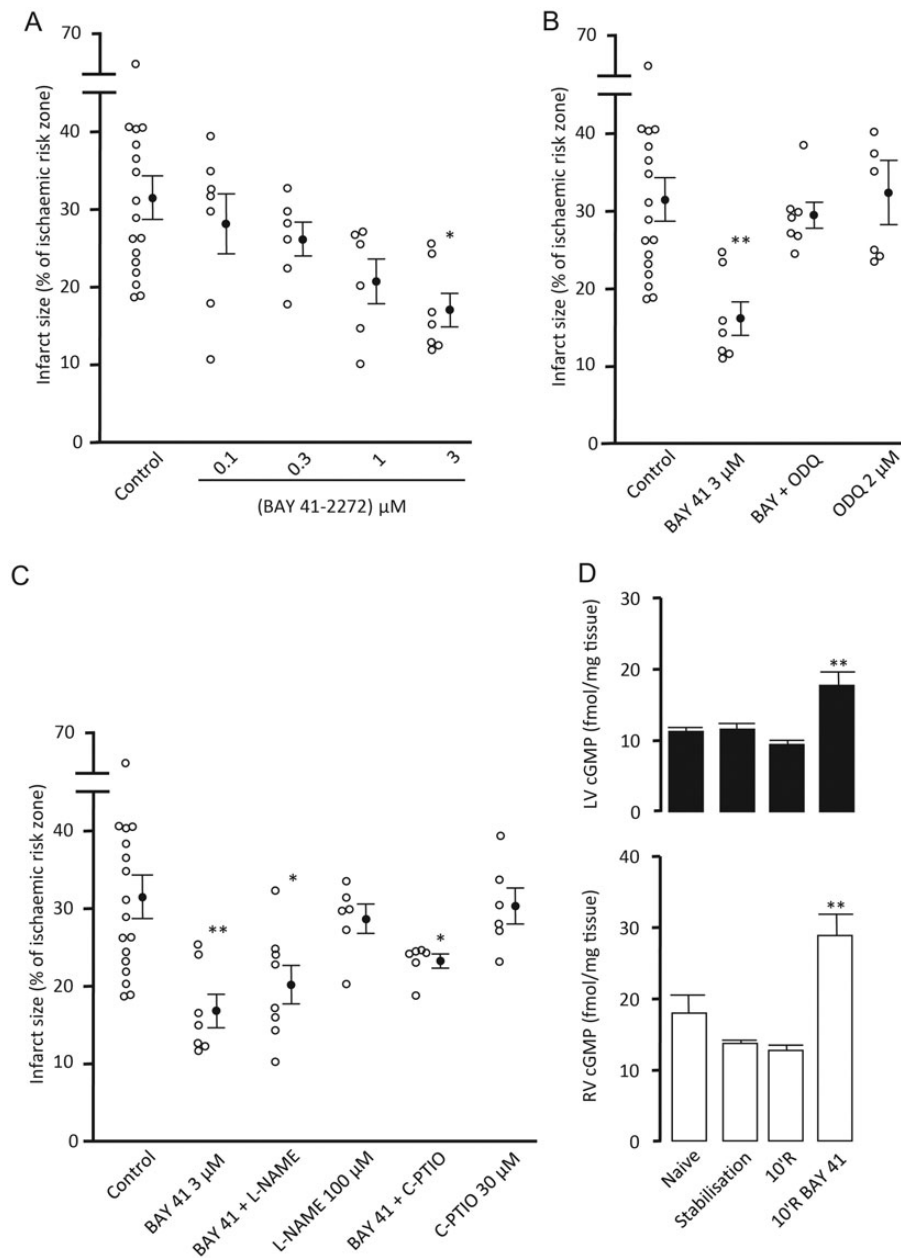 A
70
40
30
20
10
0
Infarct size (% of ischaemic risk zone)
*
Control
0.1
0.3
1
3
(BAY 41-2272) μM
B
70
40
30
20
10
0
Infarct size (% of ischaemic risk zone)
**
Control
BAY 41 3 μM
BAY + ODQ
ODQ 2 μM
C
70
40
30
20
10
0
Infarct size (% of ischaemic risk zone)
**
*
*
Control
BAY 41 3 μM
BAY 41 + L-NAME
L-NAME 100 μM
BAY 41 + C-PTIO
C-PTIO 30 μM
D
30
20
10
0
LV cGMP (fmol/mg tissue)
**
40
30
20
10
0
RV cGMP (fmol/mg tissue)
**
Naive
Stabilisation
10'R
10'R BAY 41